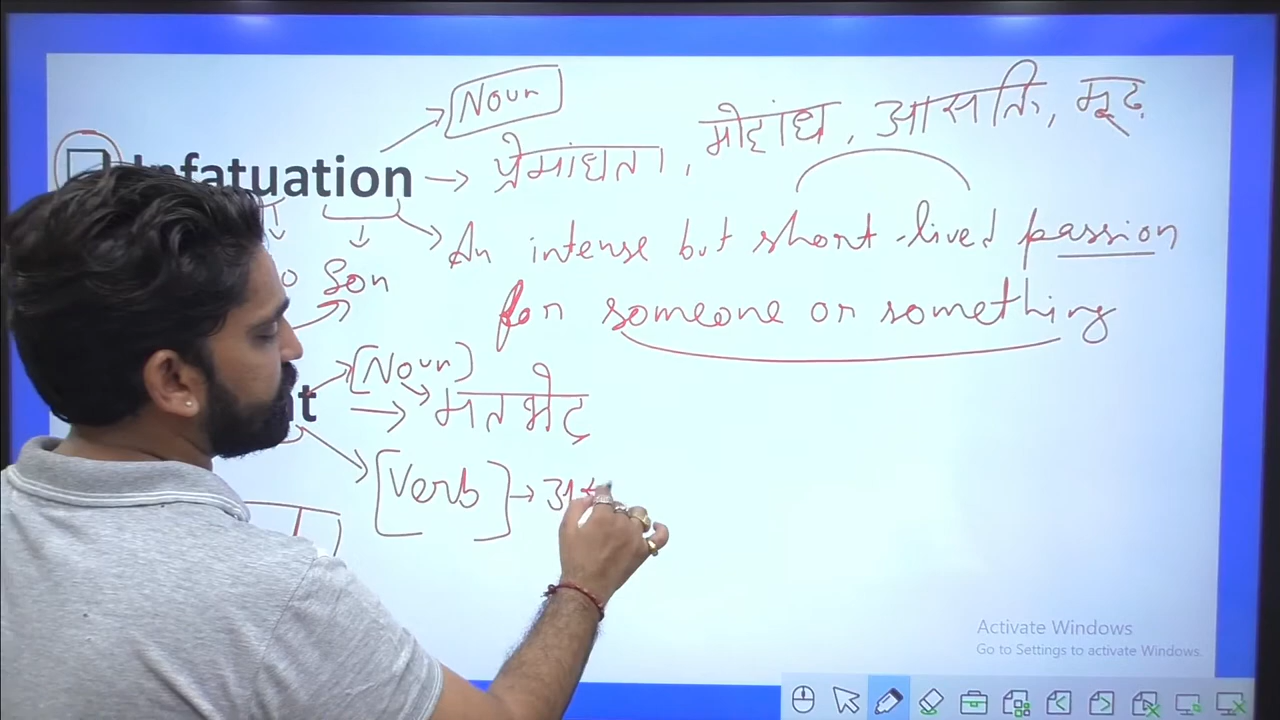 Noun
Infatuation → प्रेमांधता, मोहांध, आसक्ति, मूढ़
An intense but short-lived passion
Son
for someone or something
[Noun]
→ मतभेद
[Verb] →
Activate Windows
Go to Settings to activate Windows.